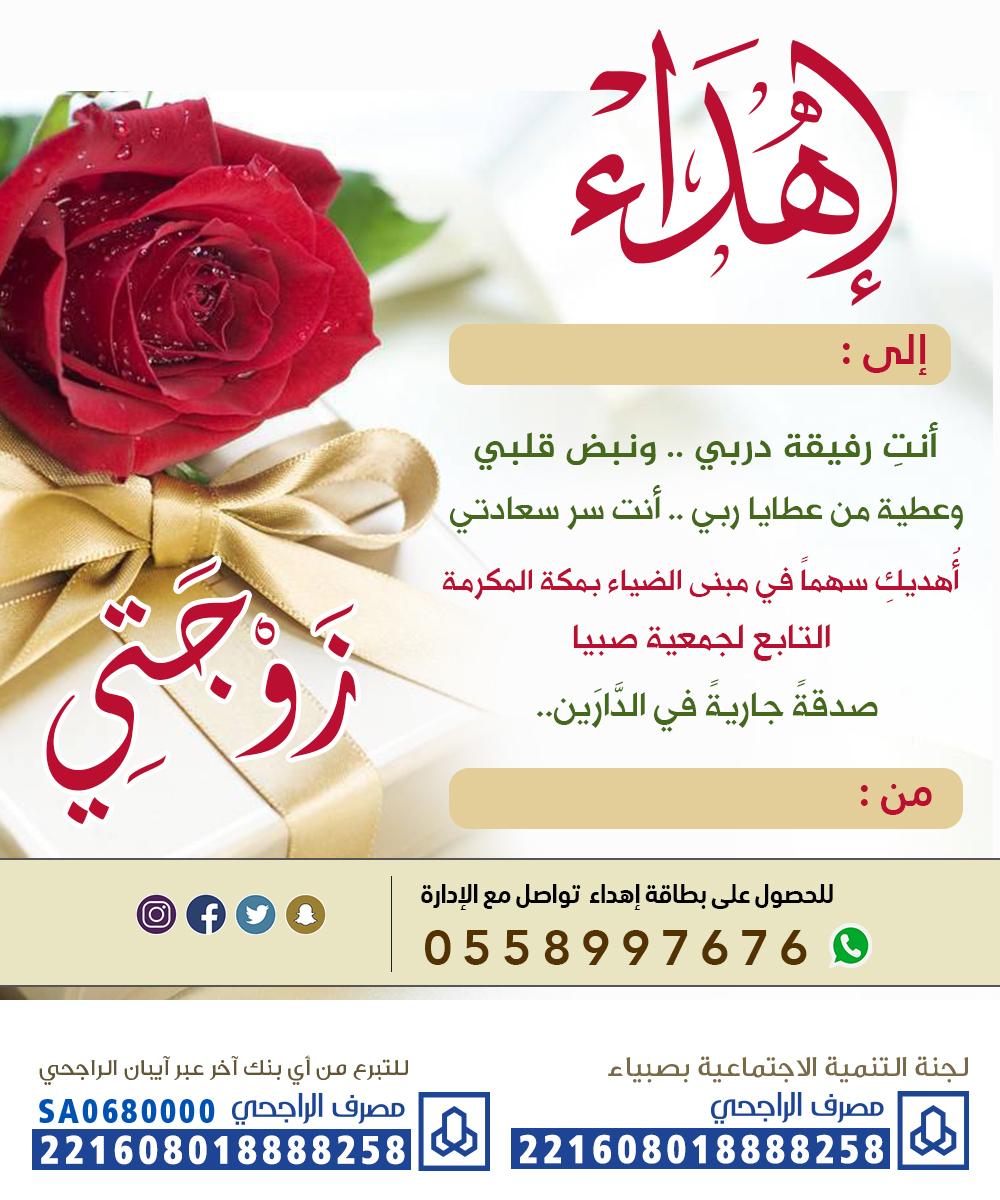 إِهْدَاء
إلى :
أنتِ رفيقة دربي .. ونبض قلبي
وعطية من عطايا ربي .. أنت سر سعادتي
أُهديكِ سهماً في مبنى الضياء بمكة المكرمة
التابع لجمعية صبيا
صدقةً جاريةً في الدَّارَين..
زَوْجَتِي
من :
للحصول على بطاقة إهداء تواصل مع الإدارة
0558997676
لجنة التنمية الاجتماعية بصبياء
مصرف الراجحي
221608018888258
للتبرع من أي بنك آخر عبر آيبان الراجحي
مصرف الراجحي SA0680000
221608018888258